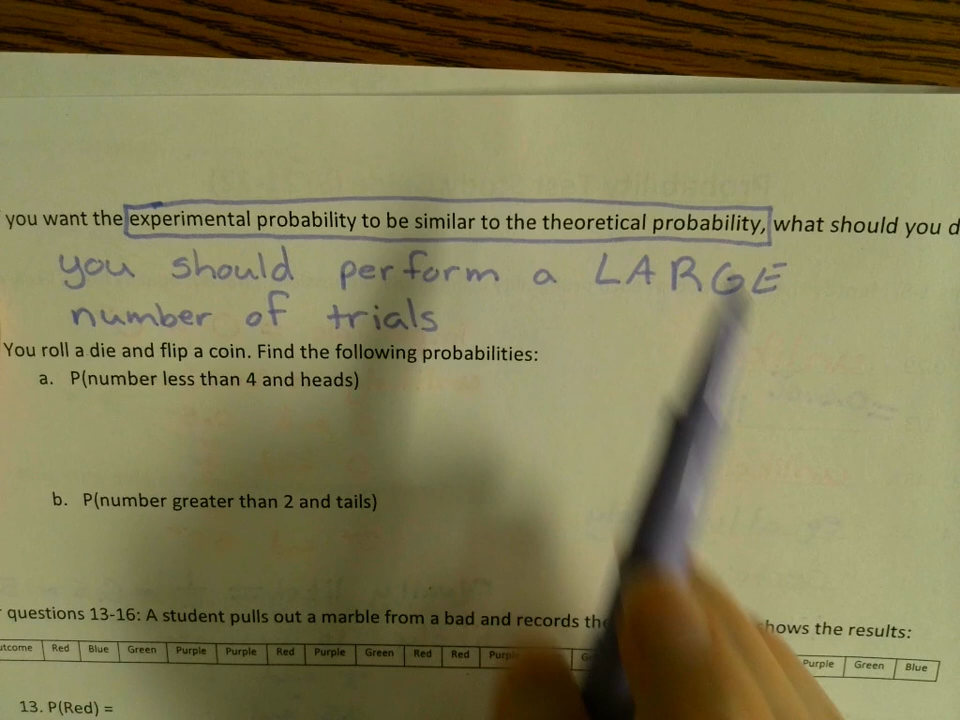 you want the experimental probability to be similar to the theoretical probability, what should you d
you should perform a LARGE
number of trials
You roll a die and flip a coin. Find the following probabilities:
a. P(number less than 4 and heads)
b. P(number greater than 2 and tails)
questions 13-16: A student pulls out a marble from a bad and records the hows the results:
utcome Red Blue Green Purple Purple Red Purple Green Red Red Purple Purple Green Blue
13. P(Red) =